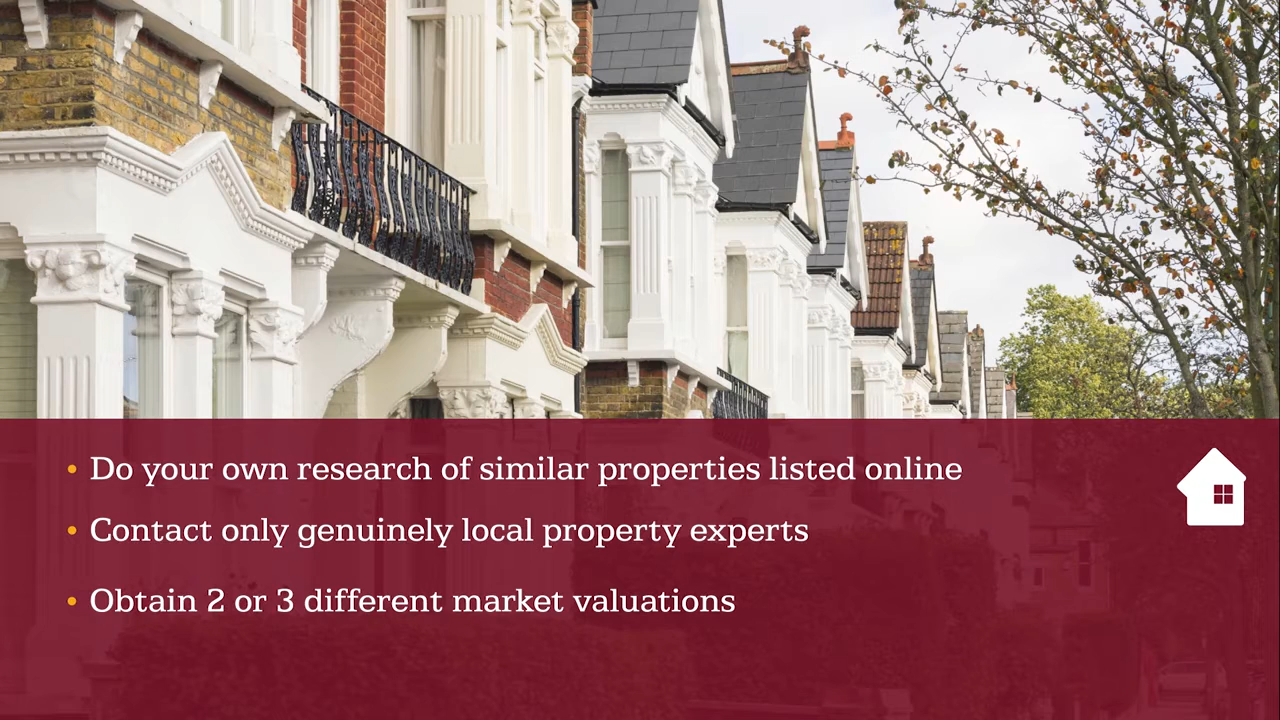 • Do your own research of similar properties listed online
• Contact only genuinely local property experts
• Obtain 2 or 3 different market valuations